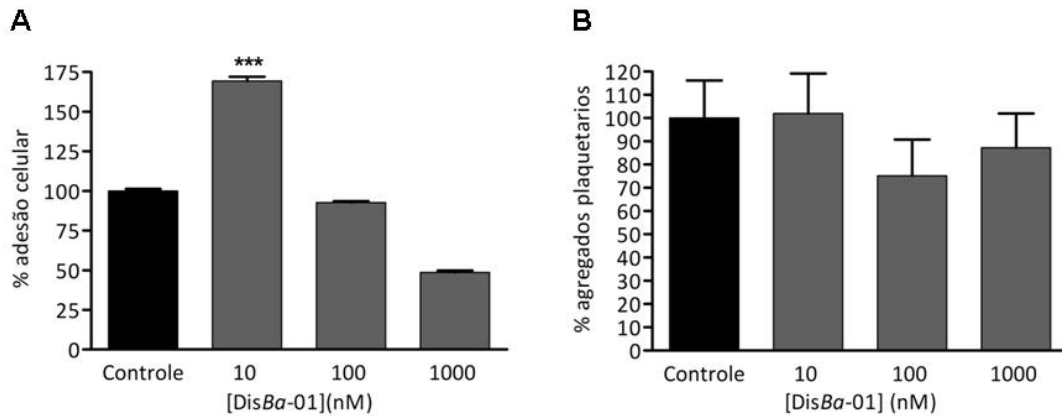 A
% adesão celular
175
150
125
100
75
50
25
0
***
Controle 10 100 1000
[DisBa-01](nM)
B
% agregados plaquetarios
120
110
100
90
80
70
60
50
40
30
20
10
0
Controle 10 100 1000
[DisBa-01] (nM)